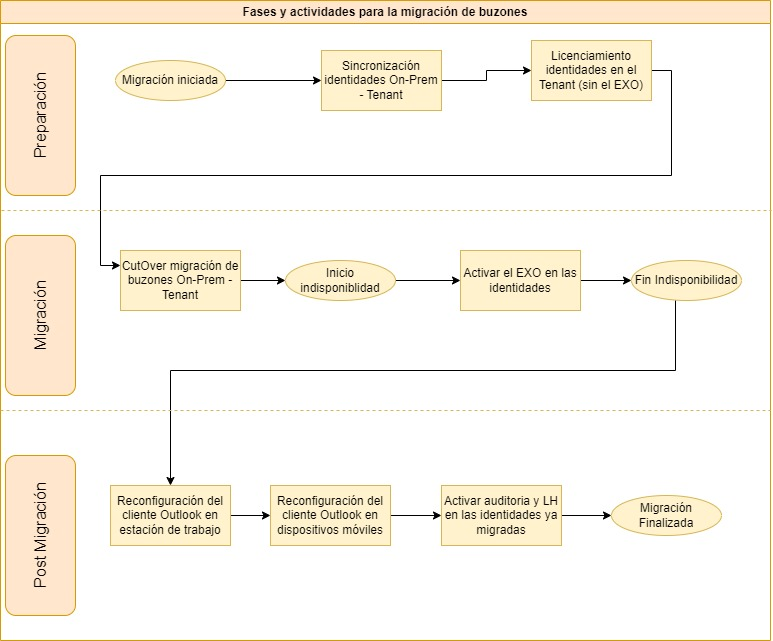 Fases y actividades para la migración de buzones
Preparación
Migración iniciada
Sincronización
identidades On-Prem
- Tenant
Licenciamiento
identidades en el
Tenant (sin el EXO)
Migración
CutOver migración de
buzones On-Prem -
Tenant
Inicio
indisponiblidad
Activar el EXO en las
identidades
Fin Indisponibilidad
Post Migración
Reconfiguración del
cliente Outlook en
estación de trabajo
Reconfiguración del
cliente Outlook en
dispositivos móviles
Activar auditoria y LH
en las identidades ya
migradas
Migración
Finalizada